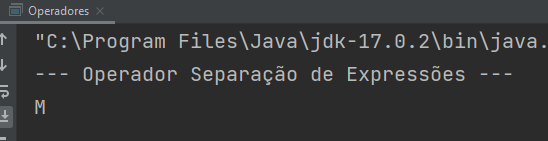 Operadores
"C:\Program Files\Java\jdk-17.0.2\bin\java.
--- Operador Separação de Expressões ---
M